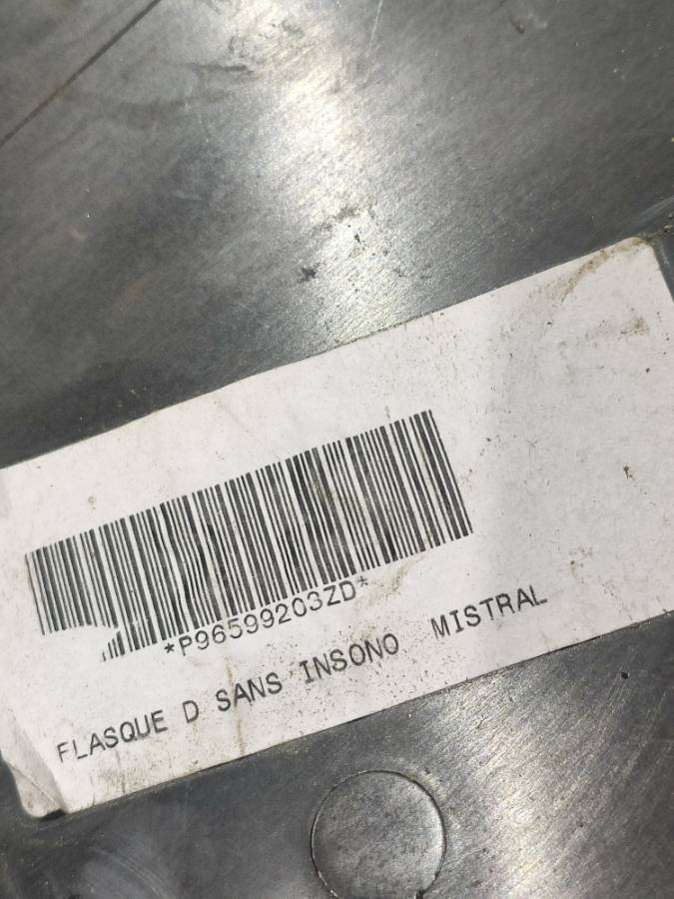 *P96599203ZD*
FLASQUE D SANS INSONO MISTRAL